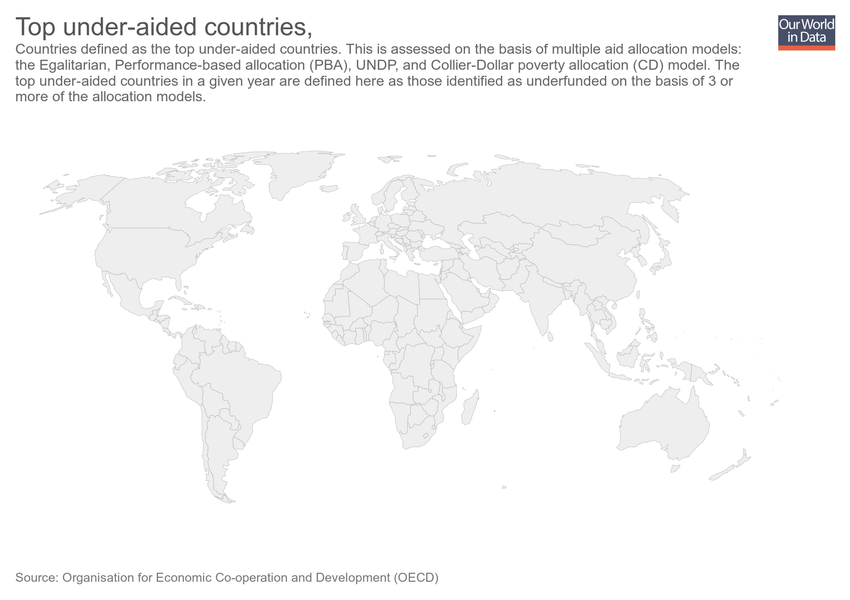 Top under-aided countries,
Our World
in Data
Countries defined as the top under-aided countries. This is assessed on the basis of multiple aid allocation models:
the Egalitarian, Performance-based allocation (PBA), UNDP, and Collier-Dollar poverty allocation (CD) model. The
top under-aided countries in a given year are defined here as those identified as underfunded on the basis of 3 or
more of the allocation models.
Source: Organisation for Economic Co-operation and Development (OECD)